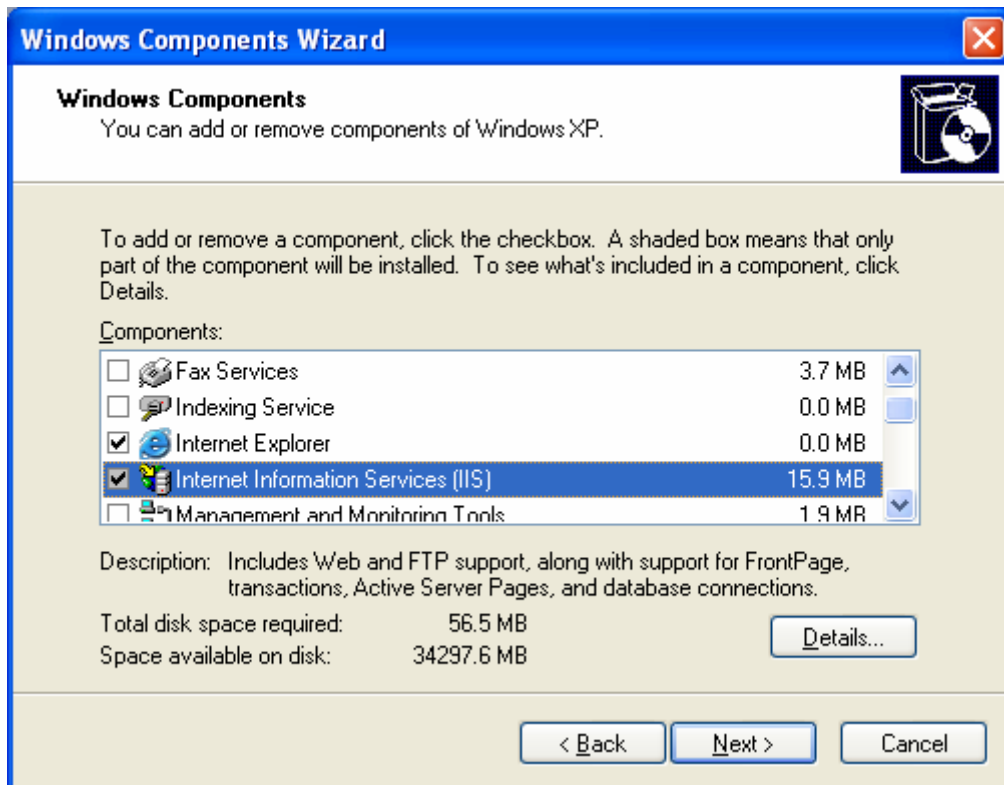 Windows Components Wizard
Windows Components
You can add or remove components of Windows XP.
To add or remove a component, click the checkbox. A shaded box means that only
part of the component will be installed. To see what's included in a component, click
Details.
Components:
Fax Services 3.7 MB
Indexing Service 0.0 MB
Internet Explorer 0.0 MB
Internet Information Services (IIS) 15.9 MB
Management and Monitoring Tools 1.9 MB
Description: Includes Web and FTP support, along with support for FrontPage,
transactions, Active Server Pages, and database connections.
Total disk space required: 56.5 MB
Space available on disk: 34297.6 MB
Details...
< Back Next > Cancel